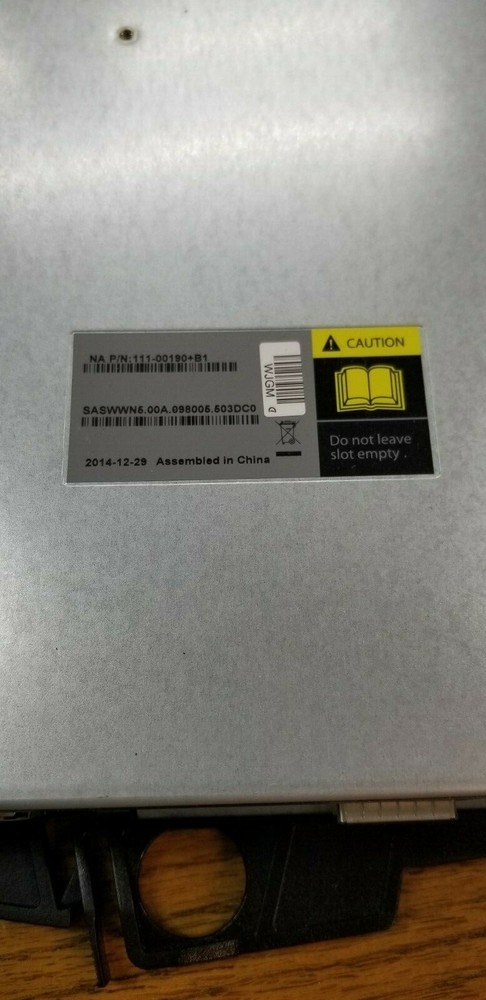 NA P/N:111-00190+B1
SASWWN5.00A.098005.503DC0
2014-12-29 Assembled in China
WJGM
CAUTION
Do not leave
slot empty .